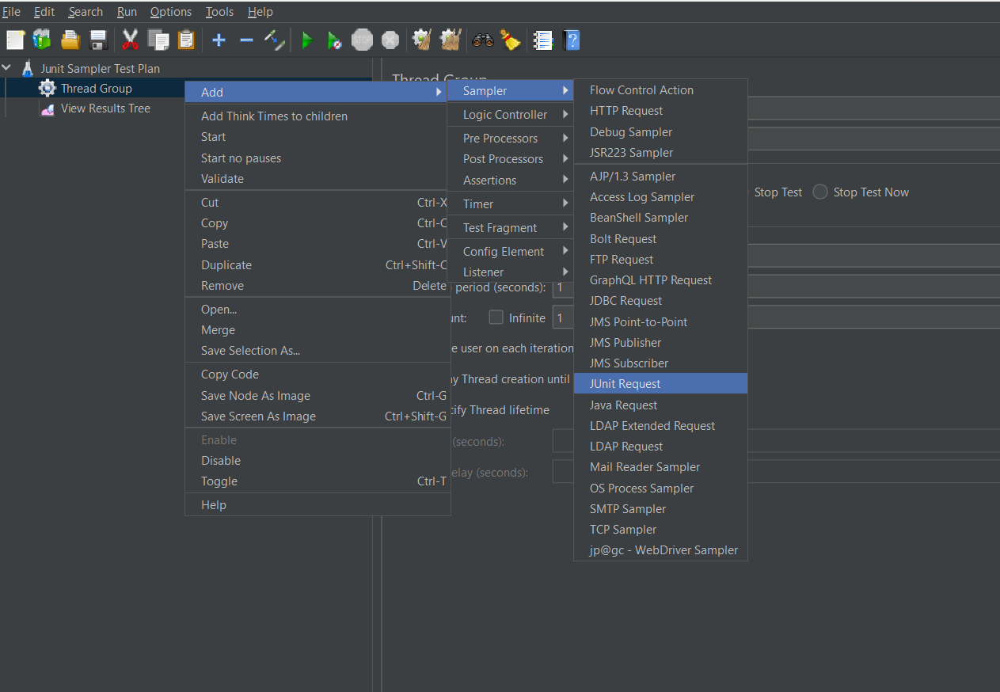 File Edit Search Run Options Tools Help
STOP
Junit Sampler Test Plan
Thread Group
View Results Tree
Thread Group
Add
Add Think Times to children
Start
Start no pauses
Validate
Cut Ctrl-X
Copy Ctrl-C
Paste Ctrl-V
Duplicate Ctrl+Shift-C
Remove Delete
Open...
Merge
Save Selection As...
Copy Code
Save Node As Image Ctrl-G
Save Screen As Image Ctrl+Shift-G
Enable
Disable
Toggle Ctrl-T
Help
Sampler
Logic Controller
Pre Processors
Post Processors
Assertions
Timer
Test Fragment
Config Element
Listener
Flow Control Action
HTTP Request
Debug Sampler
JSR223 Sampler
AJP/1.3 Sampler
Access Log Sampler
BeanShell Sampler
Bolt Request
FTP Request
GraphQL HTTP Request
JDBC Request
JMS Point-to-Point
JMS Publisher
JMS Subscriber
JUnit Request
Java Request
LDAP Extended Request
LDAP Request
Mail Reader Sampler
OS Process Sampler
SMTP Sampler
TCP Sampler
jp@gc - WebDriver Sampler
Stop Test Stop Test Now
period (seconds): 1
Infinite 1
user on each iteration
Thread creation until
Thread lifetime
(seconds):
(seconds):